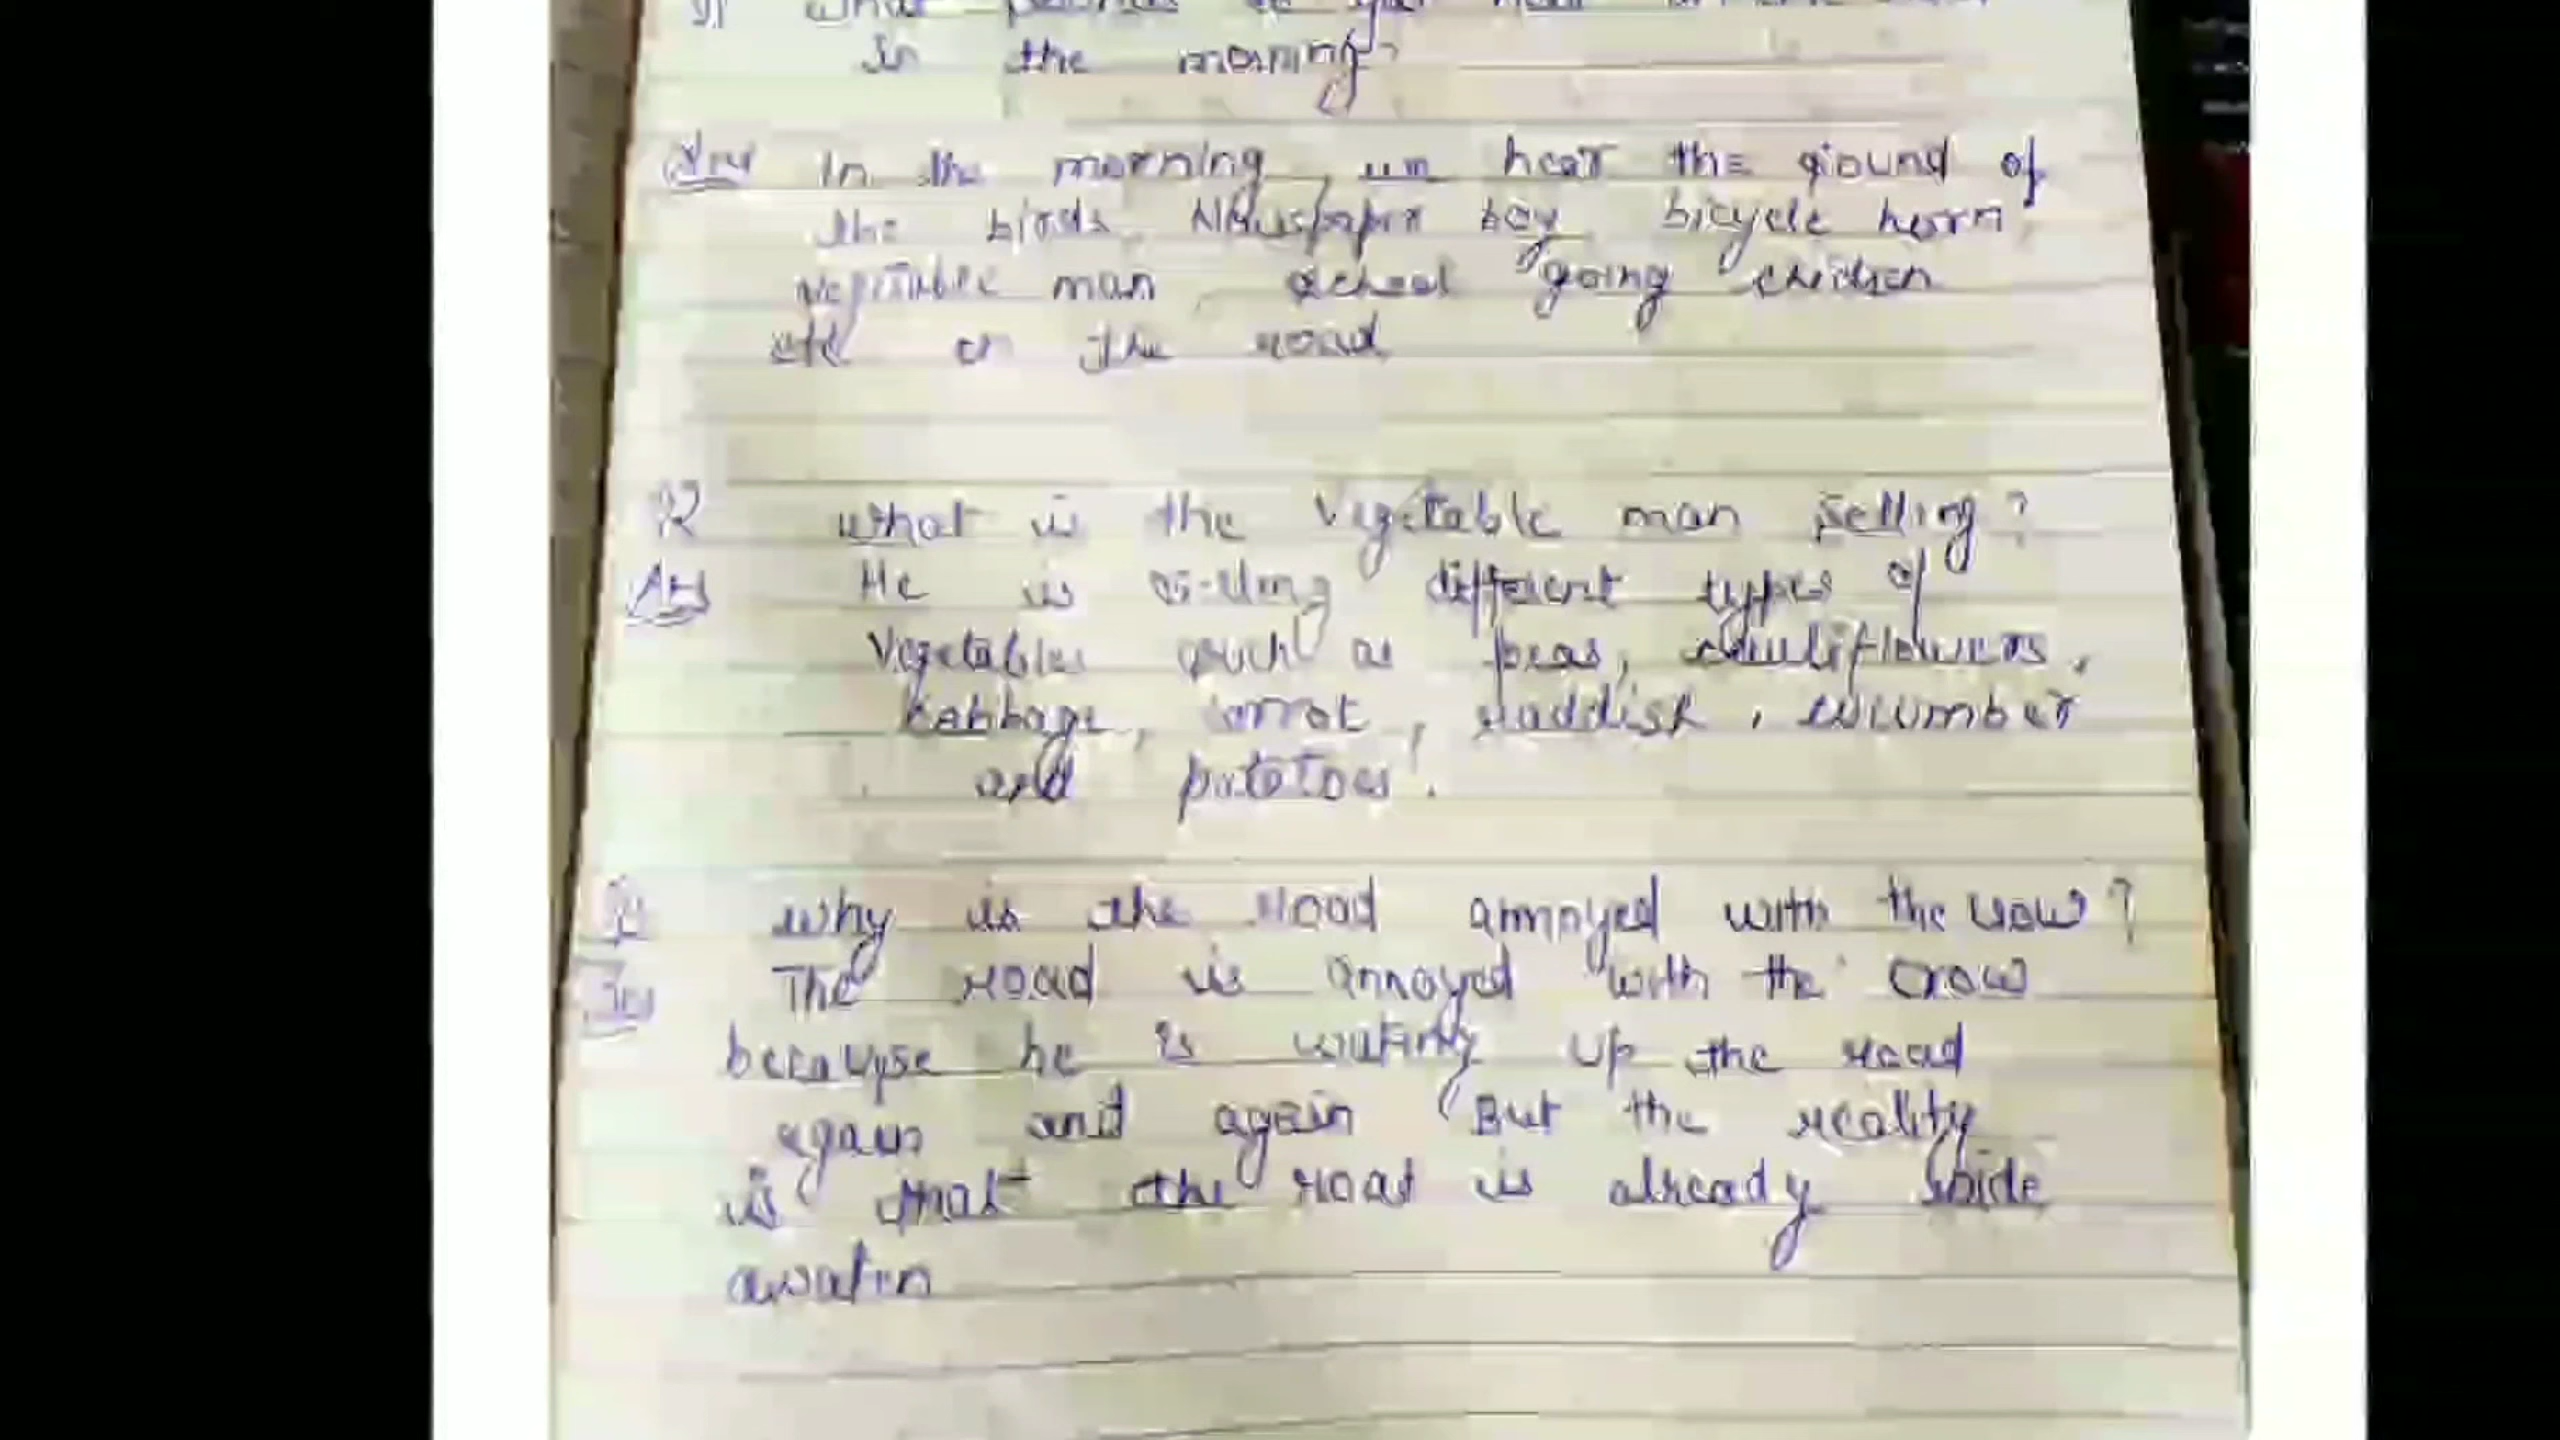 in the morning?
Ans In the morning, we hear the sound of
the birds, Newspaper boy bicycle horn,
vegetable man, school going children
etc on the road
what is the Vegetable man selling?
Ans He is selling different types of
Vegetables such as peas, cauliflowers,
kabbage, carrot, raddish, cucumber
and potatoes.
why is the road annoyed with the crow?
The road is annoyed with the crow
because he is waking up the road
again and again But the reality
is that the road is already
awaken